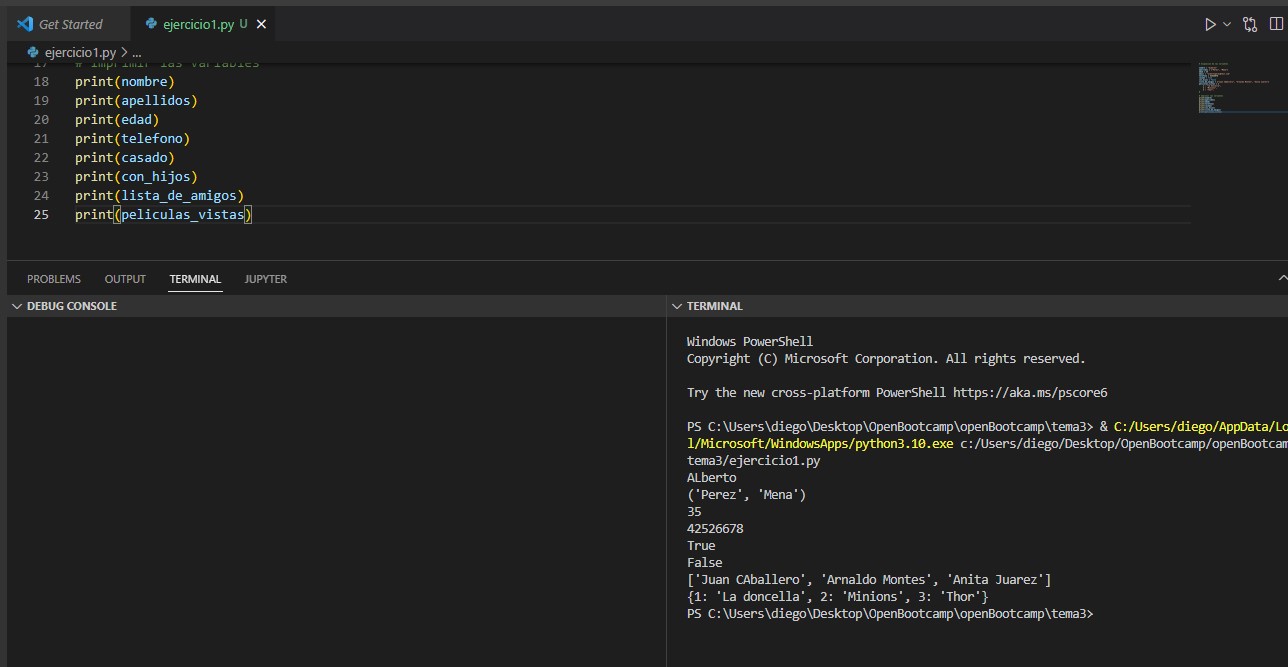 Get Started
ejercicio1.py U
ejercicio1.py > ...
17 # Imprimir las variables
18 print(nombre)
19 print(apellidos)
20 print(edad)
21 print(telefono)
22 print(casado)
23 print(con_hijos)
24 print(lista_de_amigos)
25 print(peliculas_vistas)
PROBLEMS OUTPUT TERMINAL JUPYTER
DEBUG CONSOLE
TERMINAL
Windows PowerShell
Copyright (C) Microsoft Corporation. All rights reserved.
Try the new cross-platform PowerShell https://aka.ms/pscore6
PS C:\Users\diego\Desktop\OpenBootcamp\openBootcamp\tema3> & C:/Users/diego/AppData/Lo
l/Microsoft/WindowsApps/python3.10.exe c:/Users/diego/Desktop/OpenBootcamp/openBootcam
tema3/ejercicio1.py
ALberto
('Perez', 'Mena')
35
42526678
True
False
['Juan CAballero', 'Arnaldo Montes', 'Anita Juarez']
{1: 'La doncella', 2: 'Minions', 3: 'Thor'}
PS C:\Users\diego\Desktop\OpenBootcamp\openBootcamp\tema3>